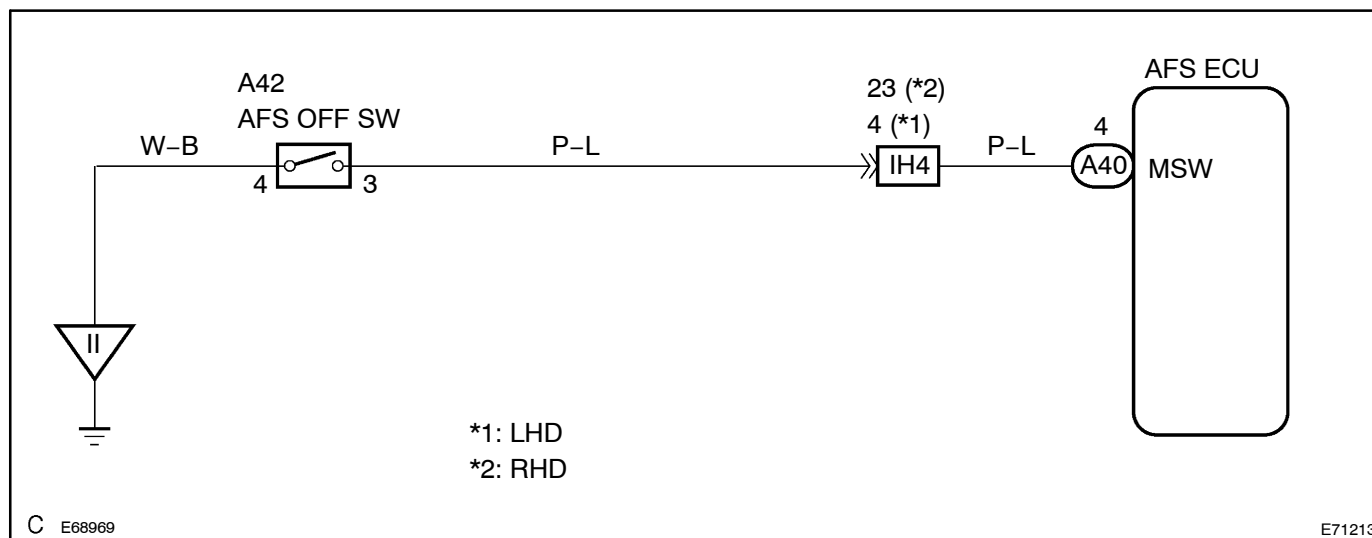 AFS ECU
A42
AFS OFF SW
23 (*2)
4 (*1)
W–B
P–L
P–L
4
4
3
IH4
A40
MSW
II
*1: LHD
*2: RHD
C E68969
E71213